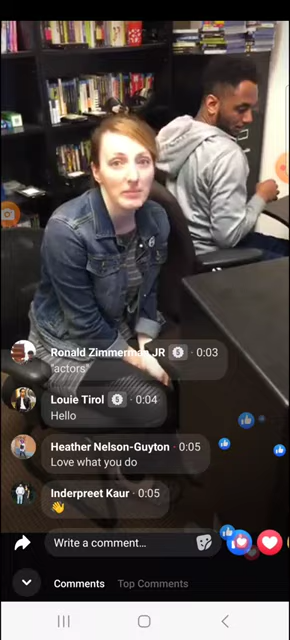 Ronald Zimmerman JR · 0:03
"actors
Louie Tirol · 0:04
Hello
Heather Nelson-Guyton · 0:05
Love what you do
Inderpreet Kaur · 0:05
👋
Write a comment...
Comments Top Comments